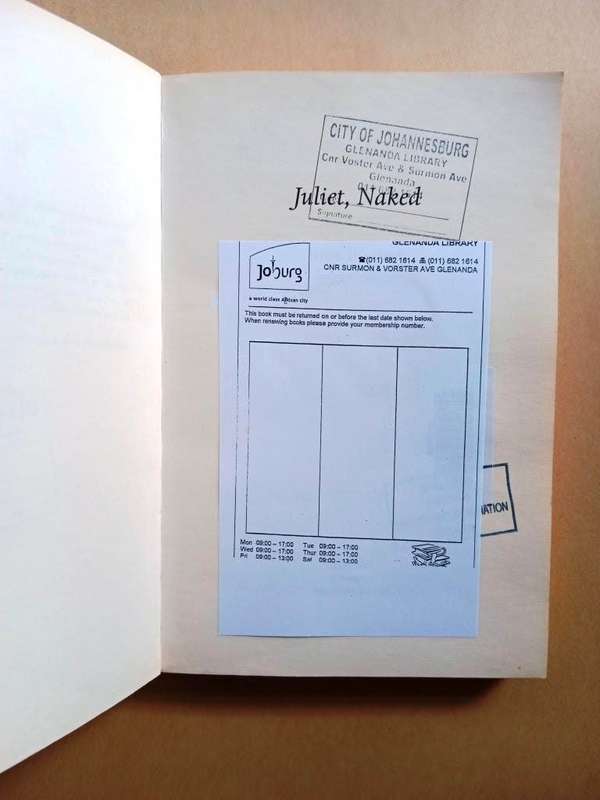 CITY OF JOHANNESBURG
GLENANDA LIBRARY
Cnr Voster Ave & Surmon Ave
Glenanda
Juliet, Naked
Signature
GLENANDA LIBRARY
Joburg
☎(011) 682 1614 (011) 682 1614
CNR SURMON & VORSTER AVE GLENANDA
a world class African city
This book must be returned on or before the last date shown below.
When renewing books please provide your membership number.
Mon 09:00 – 17:00 Tue 09:00 – 17:00
Wed 09:00 – 17:00 Thur 09:00 – 17:00
Fri 09:00 – 13:00 Sat 09:00 – 13:00